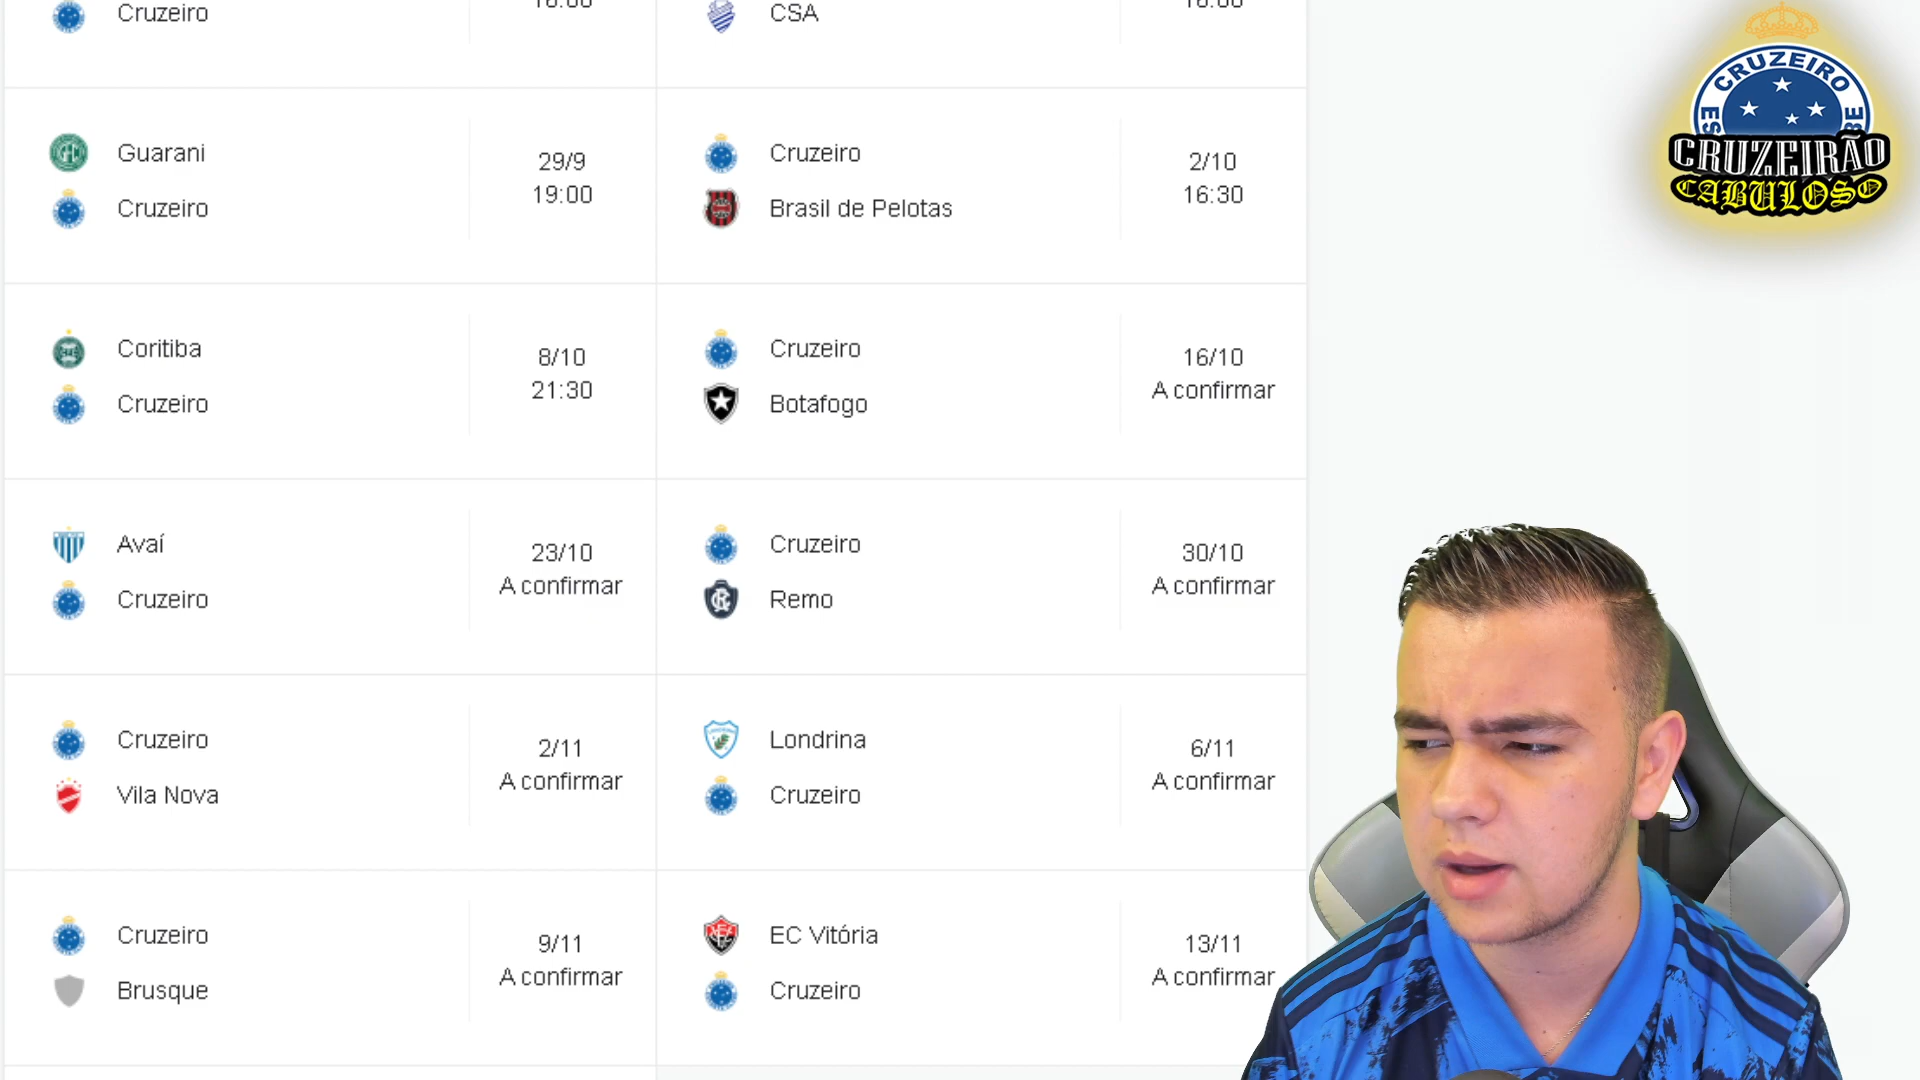 Cruzeiro
CSA
Guarani
29/9
Cruzeiro
19:00
Cruzeiro
2/10
Brasil de Pelotas
16:30
Coritiba
8/10
Cruzeiro
21:30
Cruzeiro
16/10
Botafogo
A confirmar
Avaí
23/10
Cruzeiro
A confirmar
Cruzeiro
30/10
Remo
A confirmar
Cruzeiro
2/11
Vila Nova
A confirmar
Londrina
6/11
Cruzeiro
A confirmar
Cruzeiro
9/11
Brusque
A confirmar
EC Vitória
13/11
Cruzeiro
A confirmar
CRUZEIRO
CRUZEIRÃO
CABULOSO